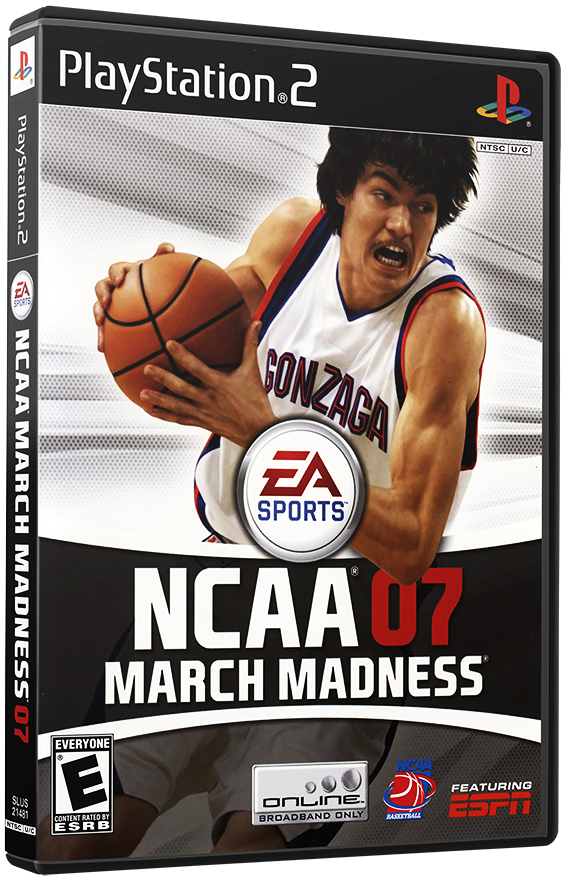 PlayStation®2
NTSC U/C
GONZAGA
EA
SPORTS™
NCAA® 07
MARCH MADNESS®
EVERYONE
E
CONTENT RATED BY
ESRB
ONLINE
BROADBAND ONLY
NCAA
BASKETBALL
FEATURING
ESPN
PlayStation®2
EA
SPORTS
NCAA® MARCH MADNESS® 07
SLUS
21481
NTSC U/C